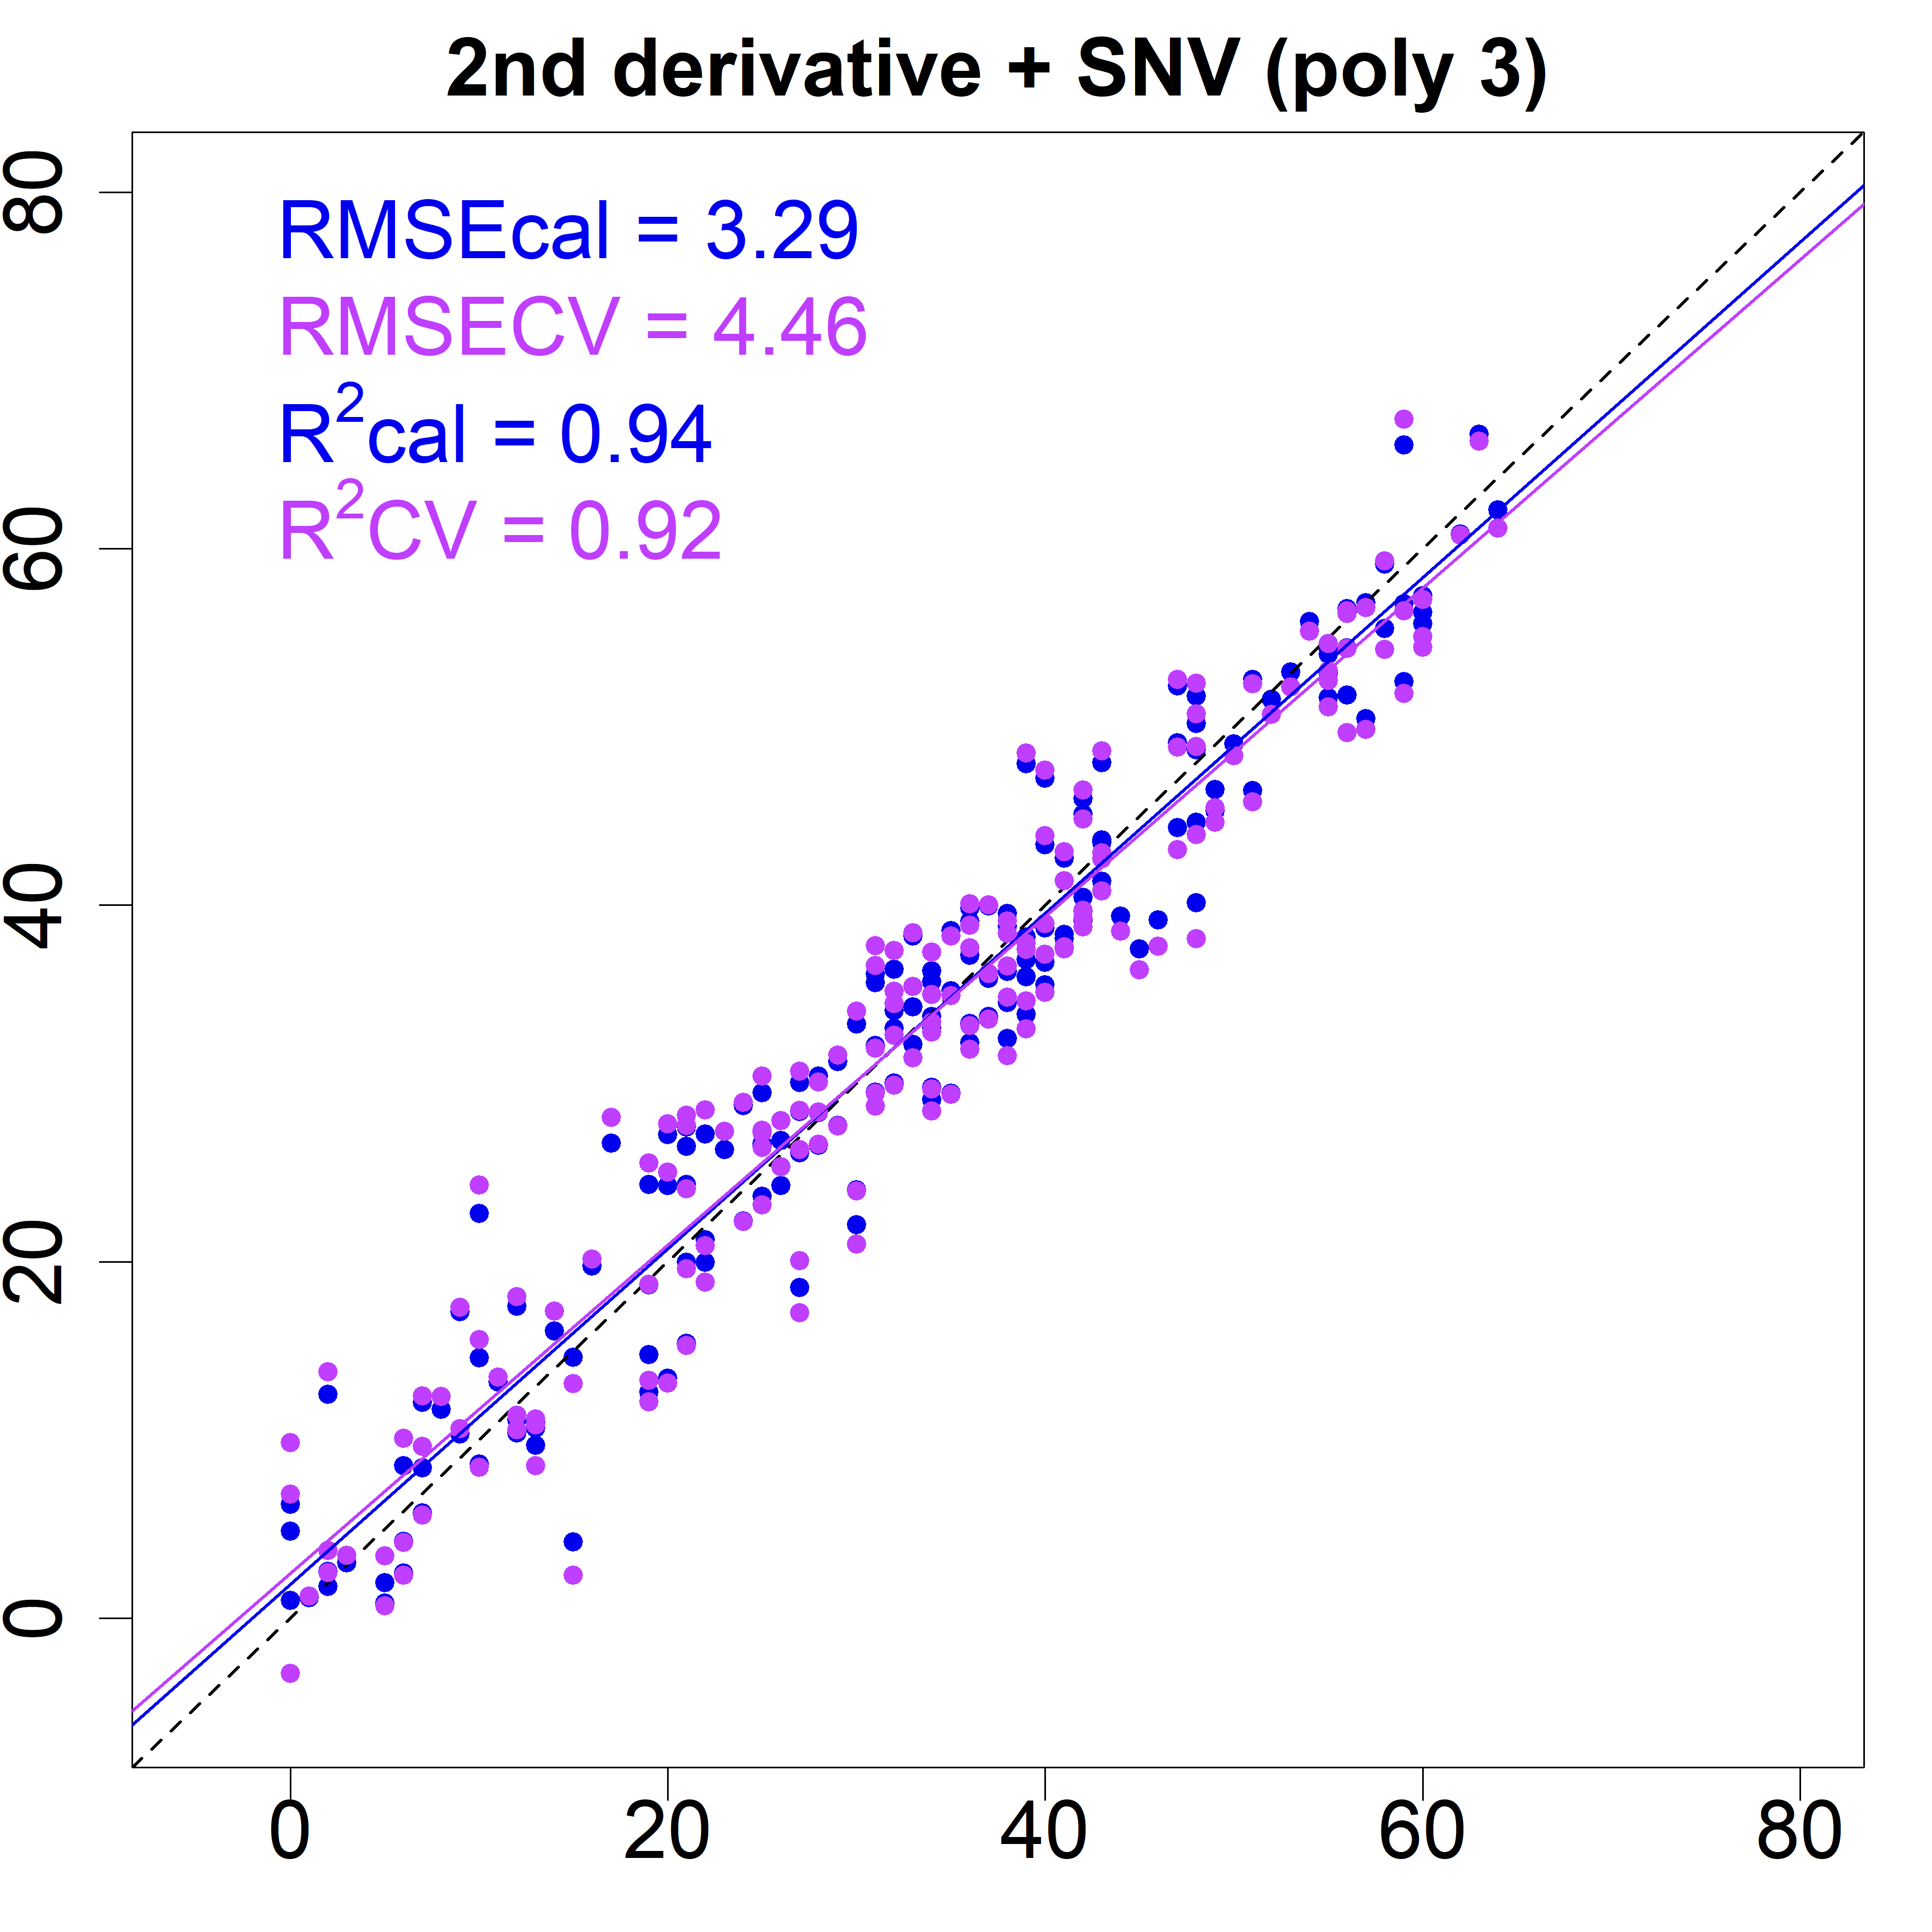 2nd derivative + SNV (poly 3)
RMSEcal = 3.29
RMSECV = 4.46
R²cal = 0.94
R²CV = 0.92
80
60
40
20
0
0 20 40 60 80